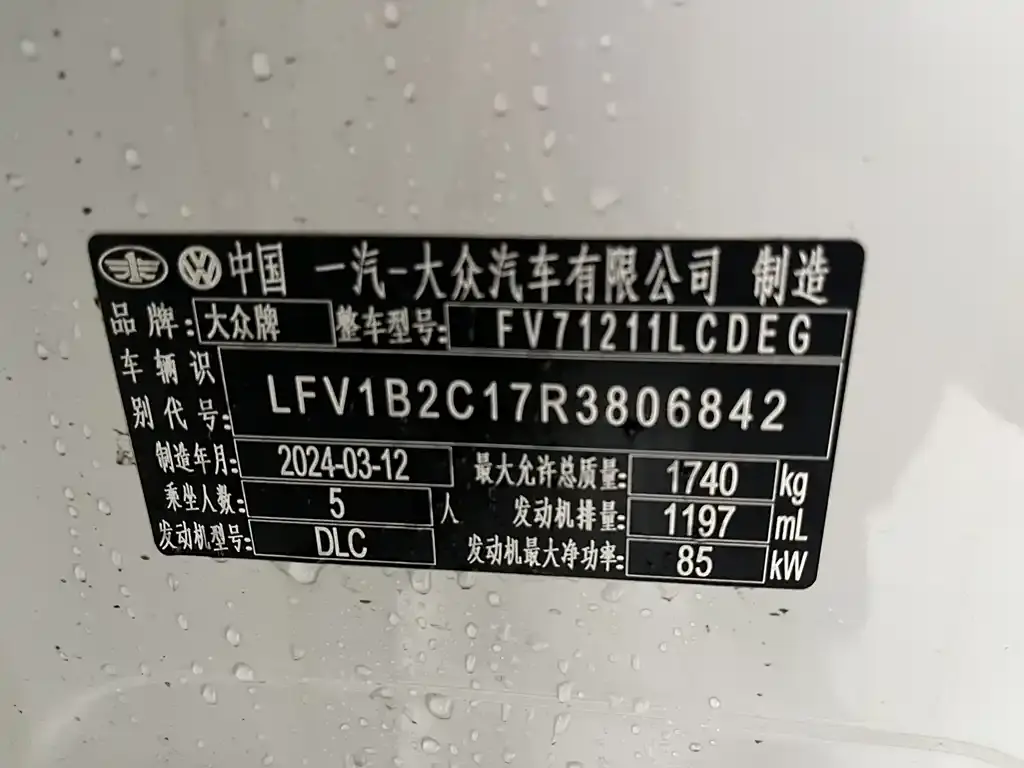 中国 一汽-大众汽车有限公司 制造
品牌: 大众牌 整车型号: FV71211LCDEG
车辆识
别代号: LFV1B2C17R3806842
制造年月: 2024-03-12 最大允许总质量: 1740 kg
乘坐人数: 5 人 发动机排量: 1197 mL
发动机型号: DLC 发动机最大净功率: 85 kW